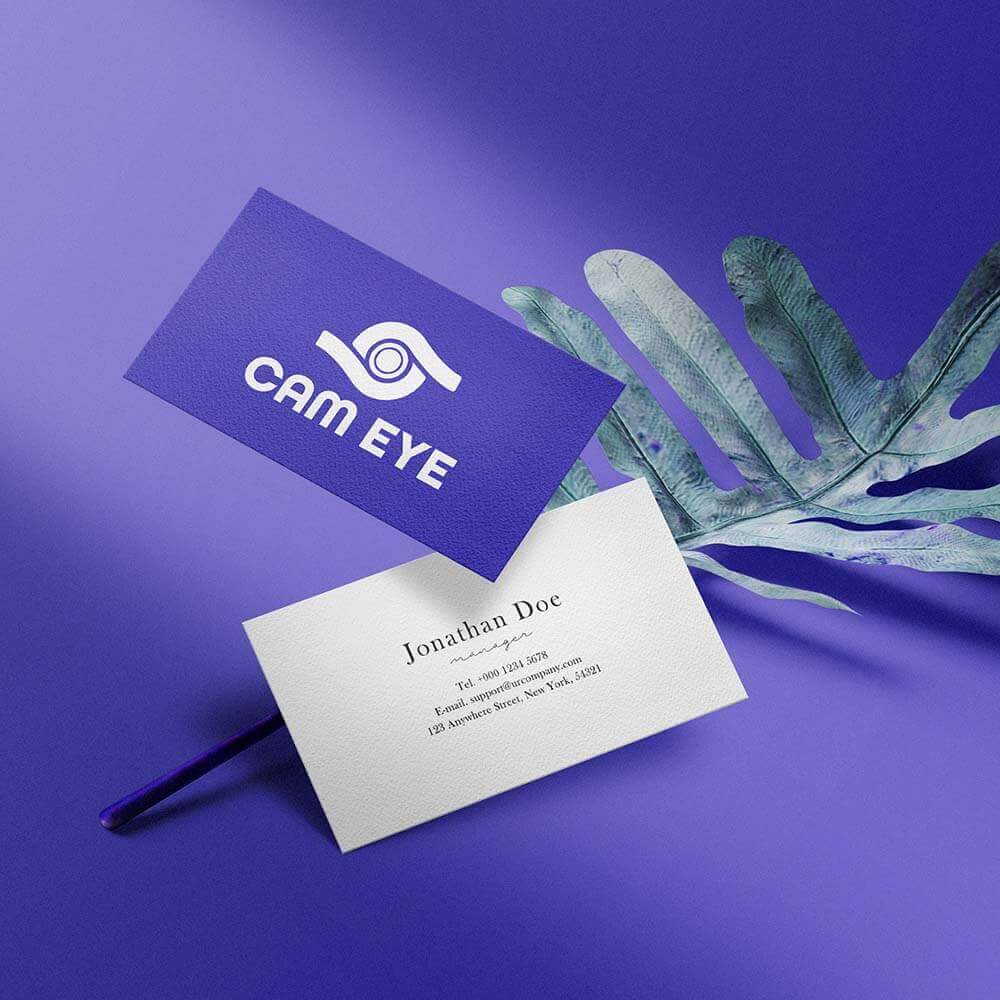 CAM EYE
Jonathan Doe
manager
Tel. +000 1234 5678
E-mail. support@urcompany.com
123 Anywhere Street, New York, 54321